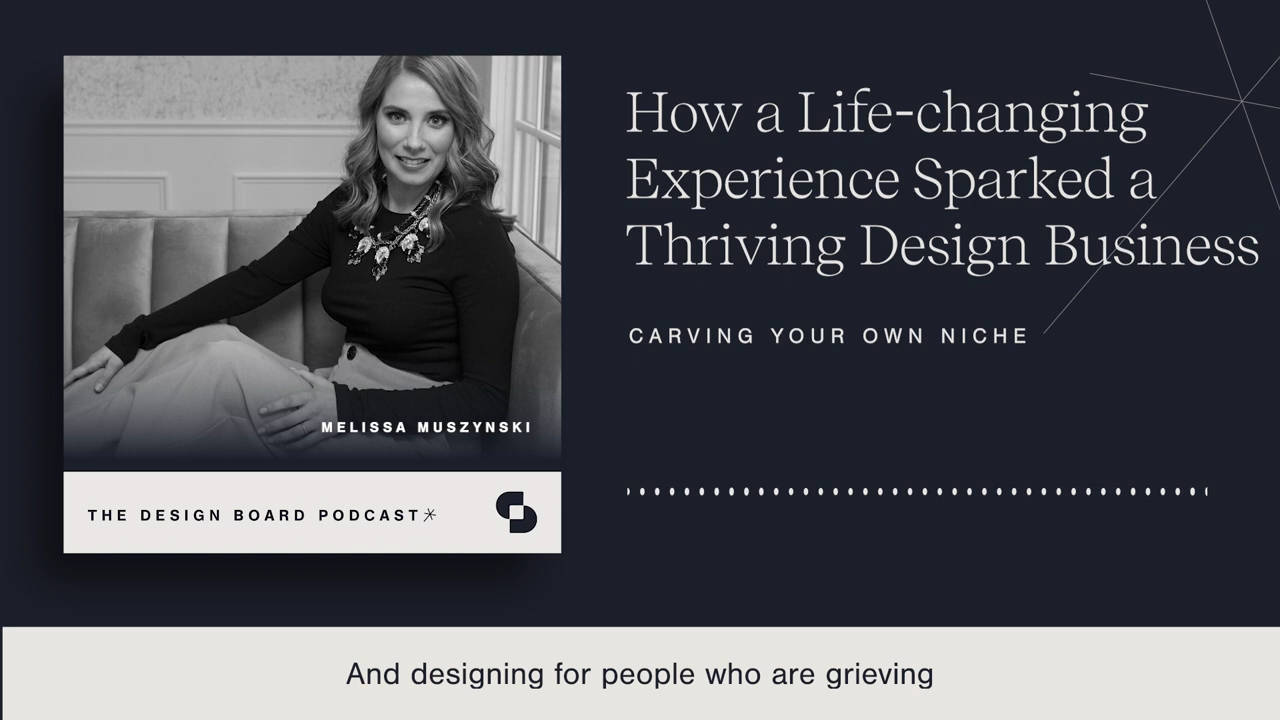 How a Life-changing
Experience Sparked a
Thriving Design Business
CARVING YOUR OWN NICHE
MELISSA MUSZYNSKI
THE DESIGN BOARD PODCAST*
And designing for people who are grieving